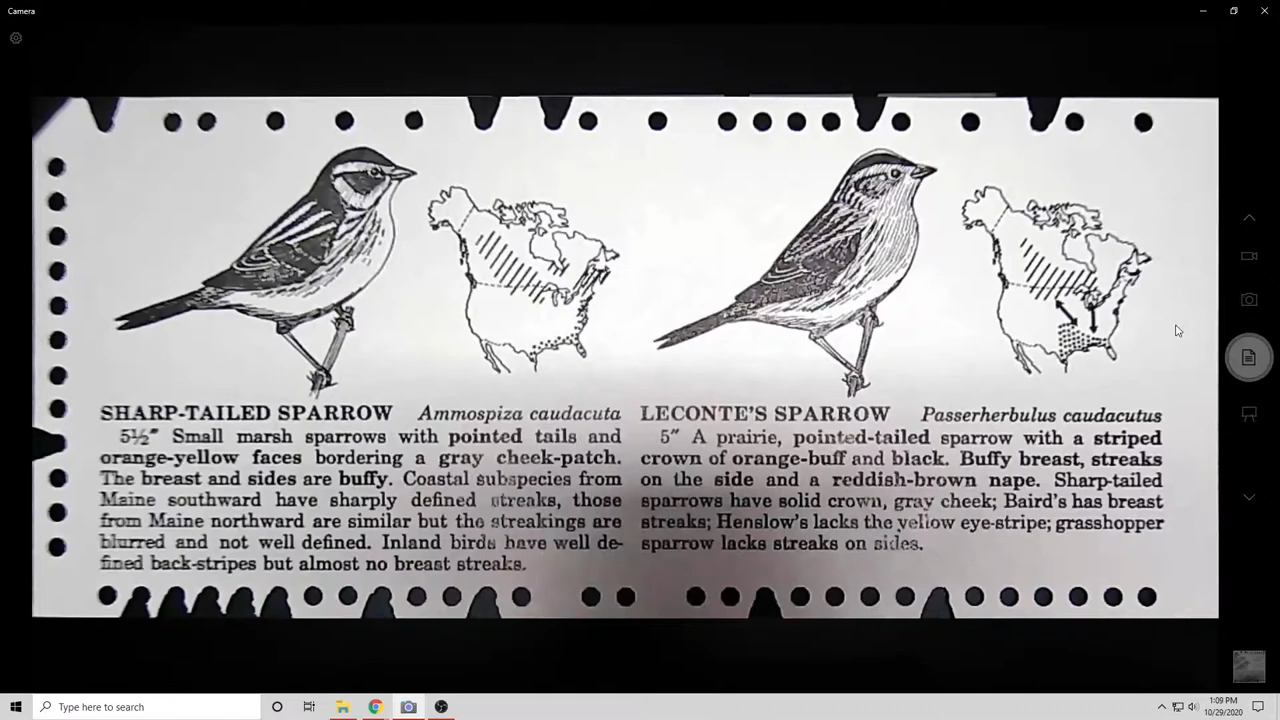 Camera
SHARP-TAILED SPARROW Ammospiza caudacuta
5½″ Small marsh sparrows with pointed tails and
orange-yellow faces bordering a gray cheek-patch.
The breast and sides are buffy. Coastal subspecies from
Maine southward have sharply defined streaks, those
from Maine northward are similar but the streakings are
blurred and not well defined. Inland birds have well de-
fined back-stripes but almost no breast streaks.
LECONTE'S SPARROW Passerherbulus caudacutus
5″ A prairie, pointed-tailed sparrow with a striped
crown of orange-buff and black. Buffy breast, streaks
on the side and a reddish-brown nape. Sharp-tailed
sparrows have solid crown, gray cheek; Baird's has breast
streaks; Henslow's lacks the yellow eye-stripe; grasshopper
sparrow lacks streaks on sides.
Type here to search
1:09 PM
10/29/2020